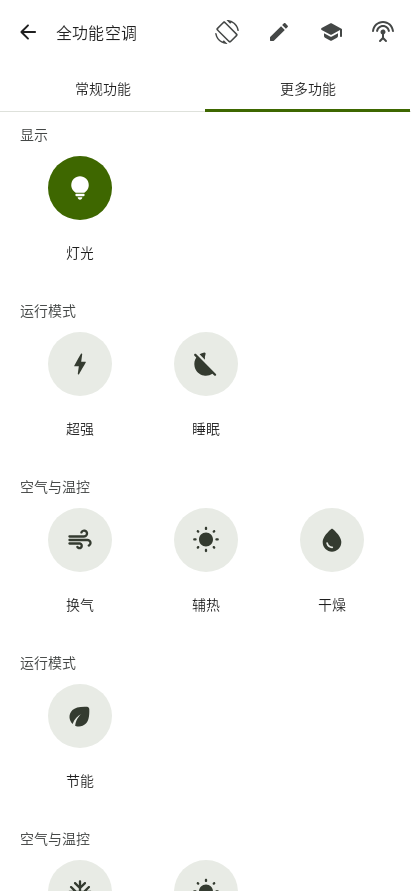 全功能空调
常规功能 更多功能
显示
灯光
运行模式
超强 睡眠
空气与温控
换气 辅热 干燥
运行模式
节能
空气与温控